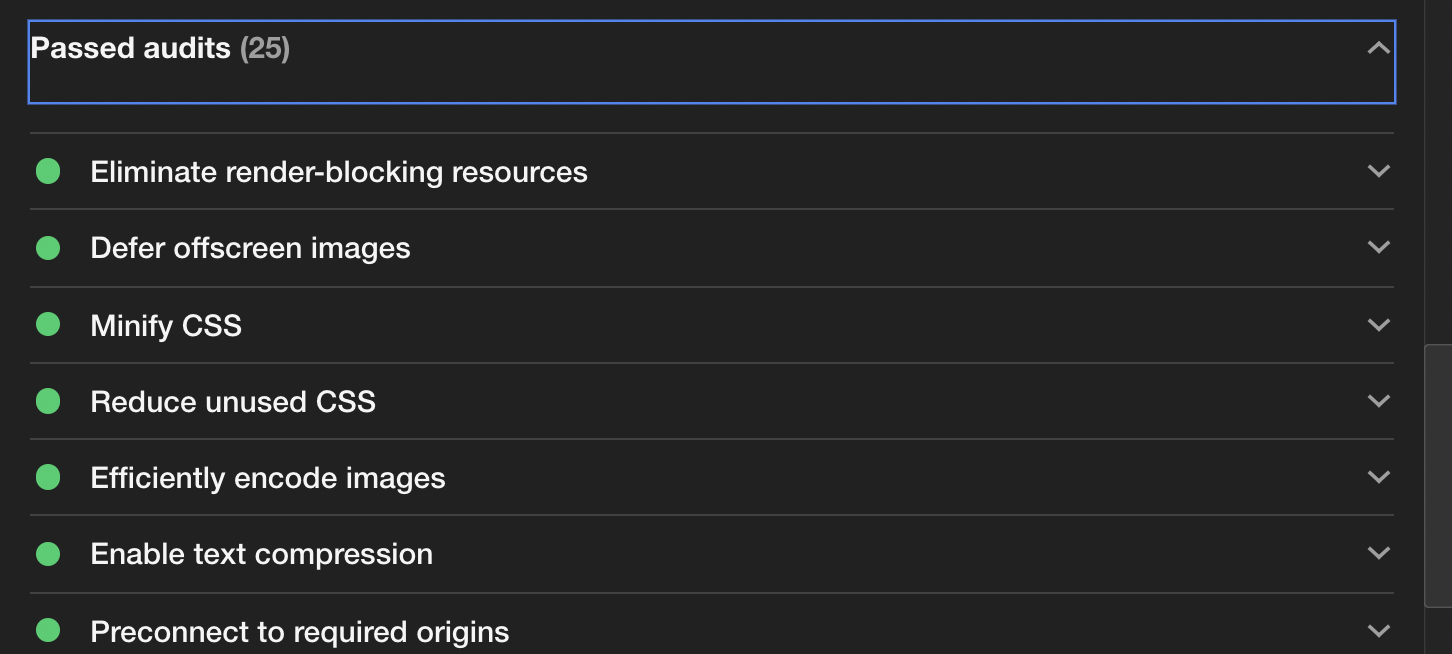 Passed audits (25)
Eliminate render-blocking resources
Defer offscreen images
Minify CSS
Reduce unused CSS
Efficiently encode images
Enable text compression
Preconnect to required origins